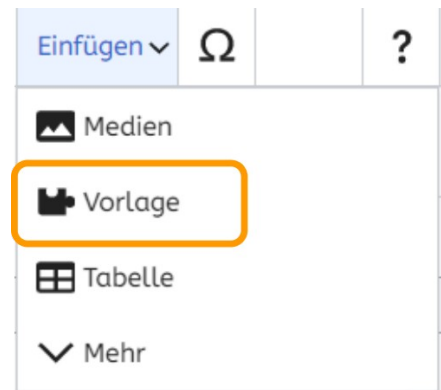 Einfügen Ω ?
Medien
Vorlage
Tabelle
Mehr